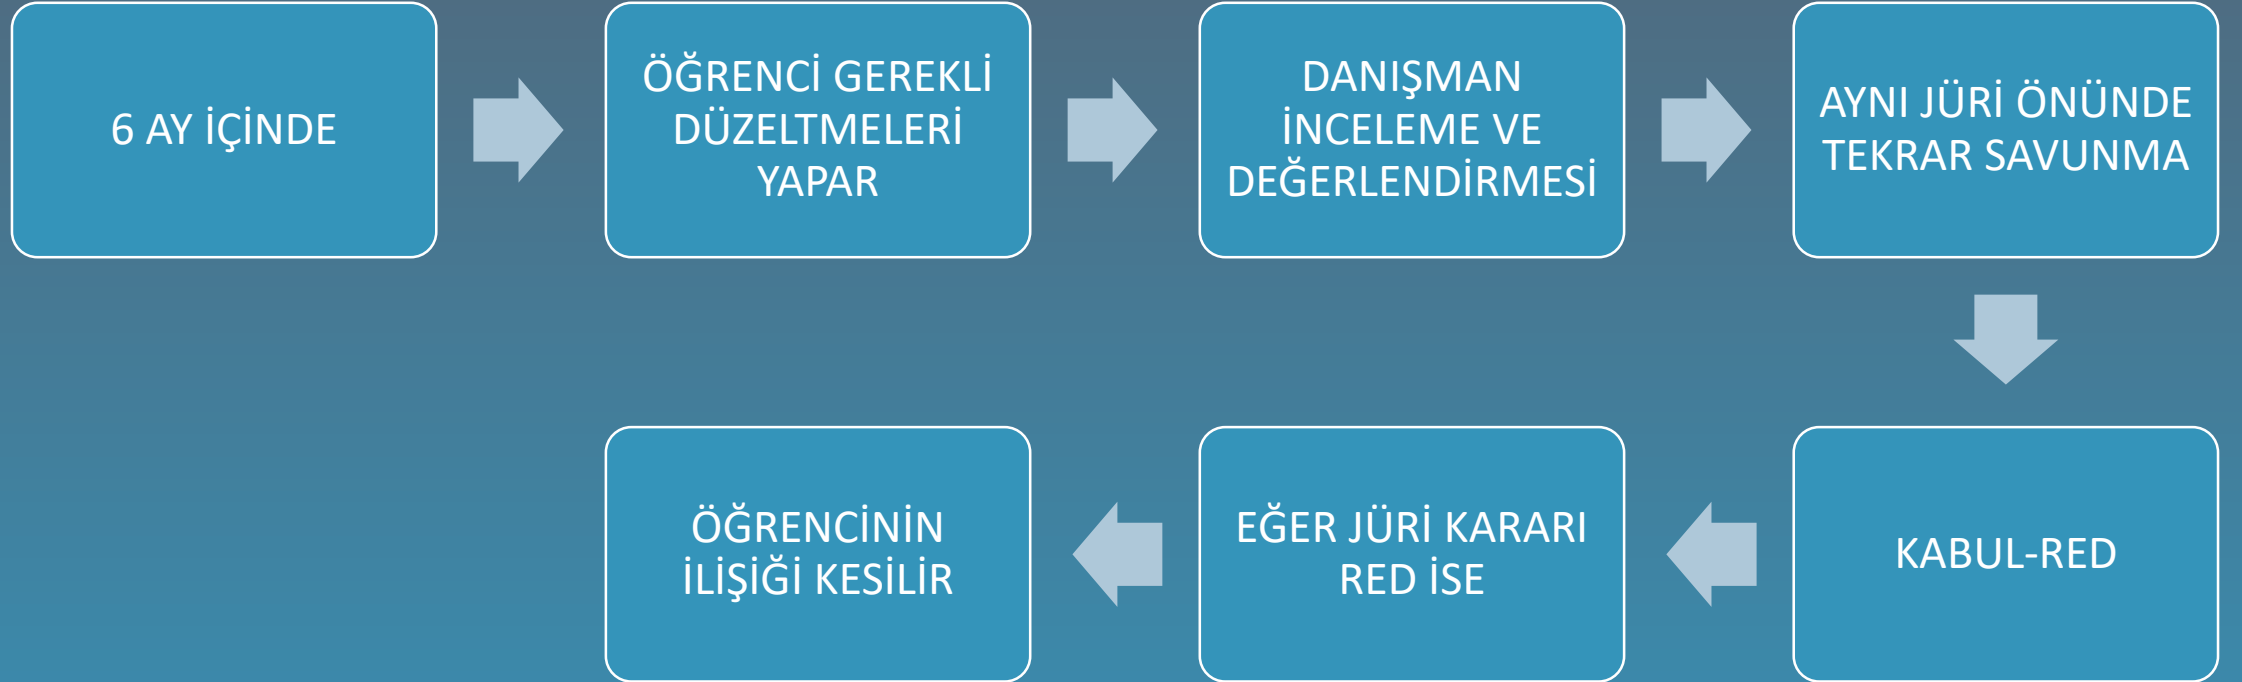 6 AY İÇİNDE
ÖĞRENCİ GEREKLİ
DÜZELTMELERİ
YAPAR
DANIŞMAN
İNCELEME VE
DEĞERLENDİRMESİ
AYNI JÜRİ ÖNÜNDE
TEKRAR SAVUNMA
KABUL-RED
EĞER JÜRİ KARARI
RED İSE
ÖĞRENCİNİN
İLİŞİĞİ KESİLİR